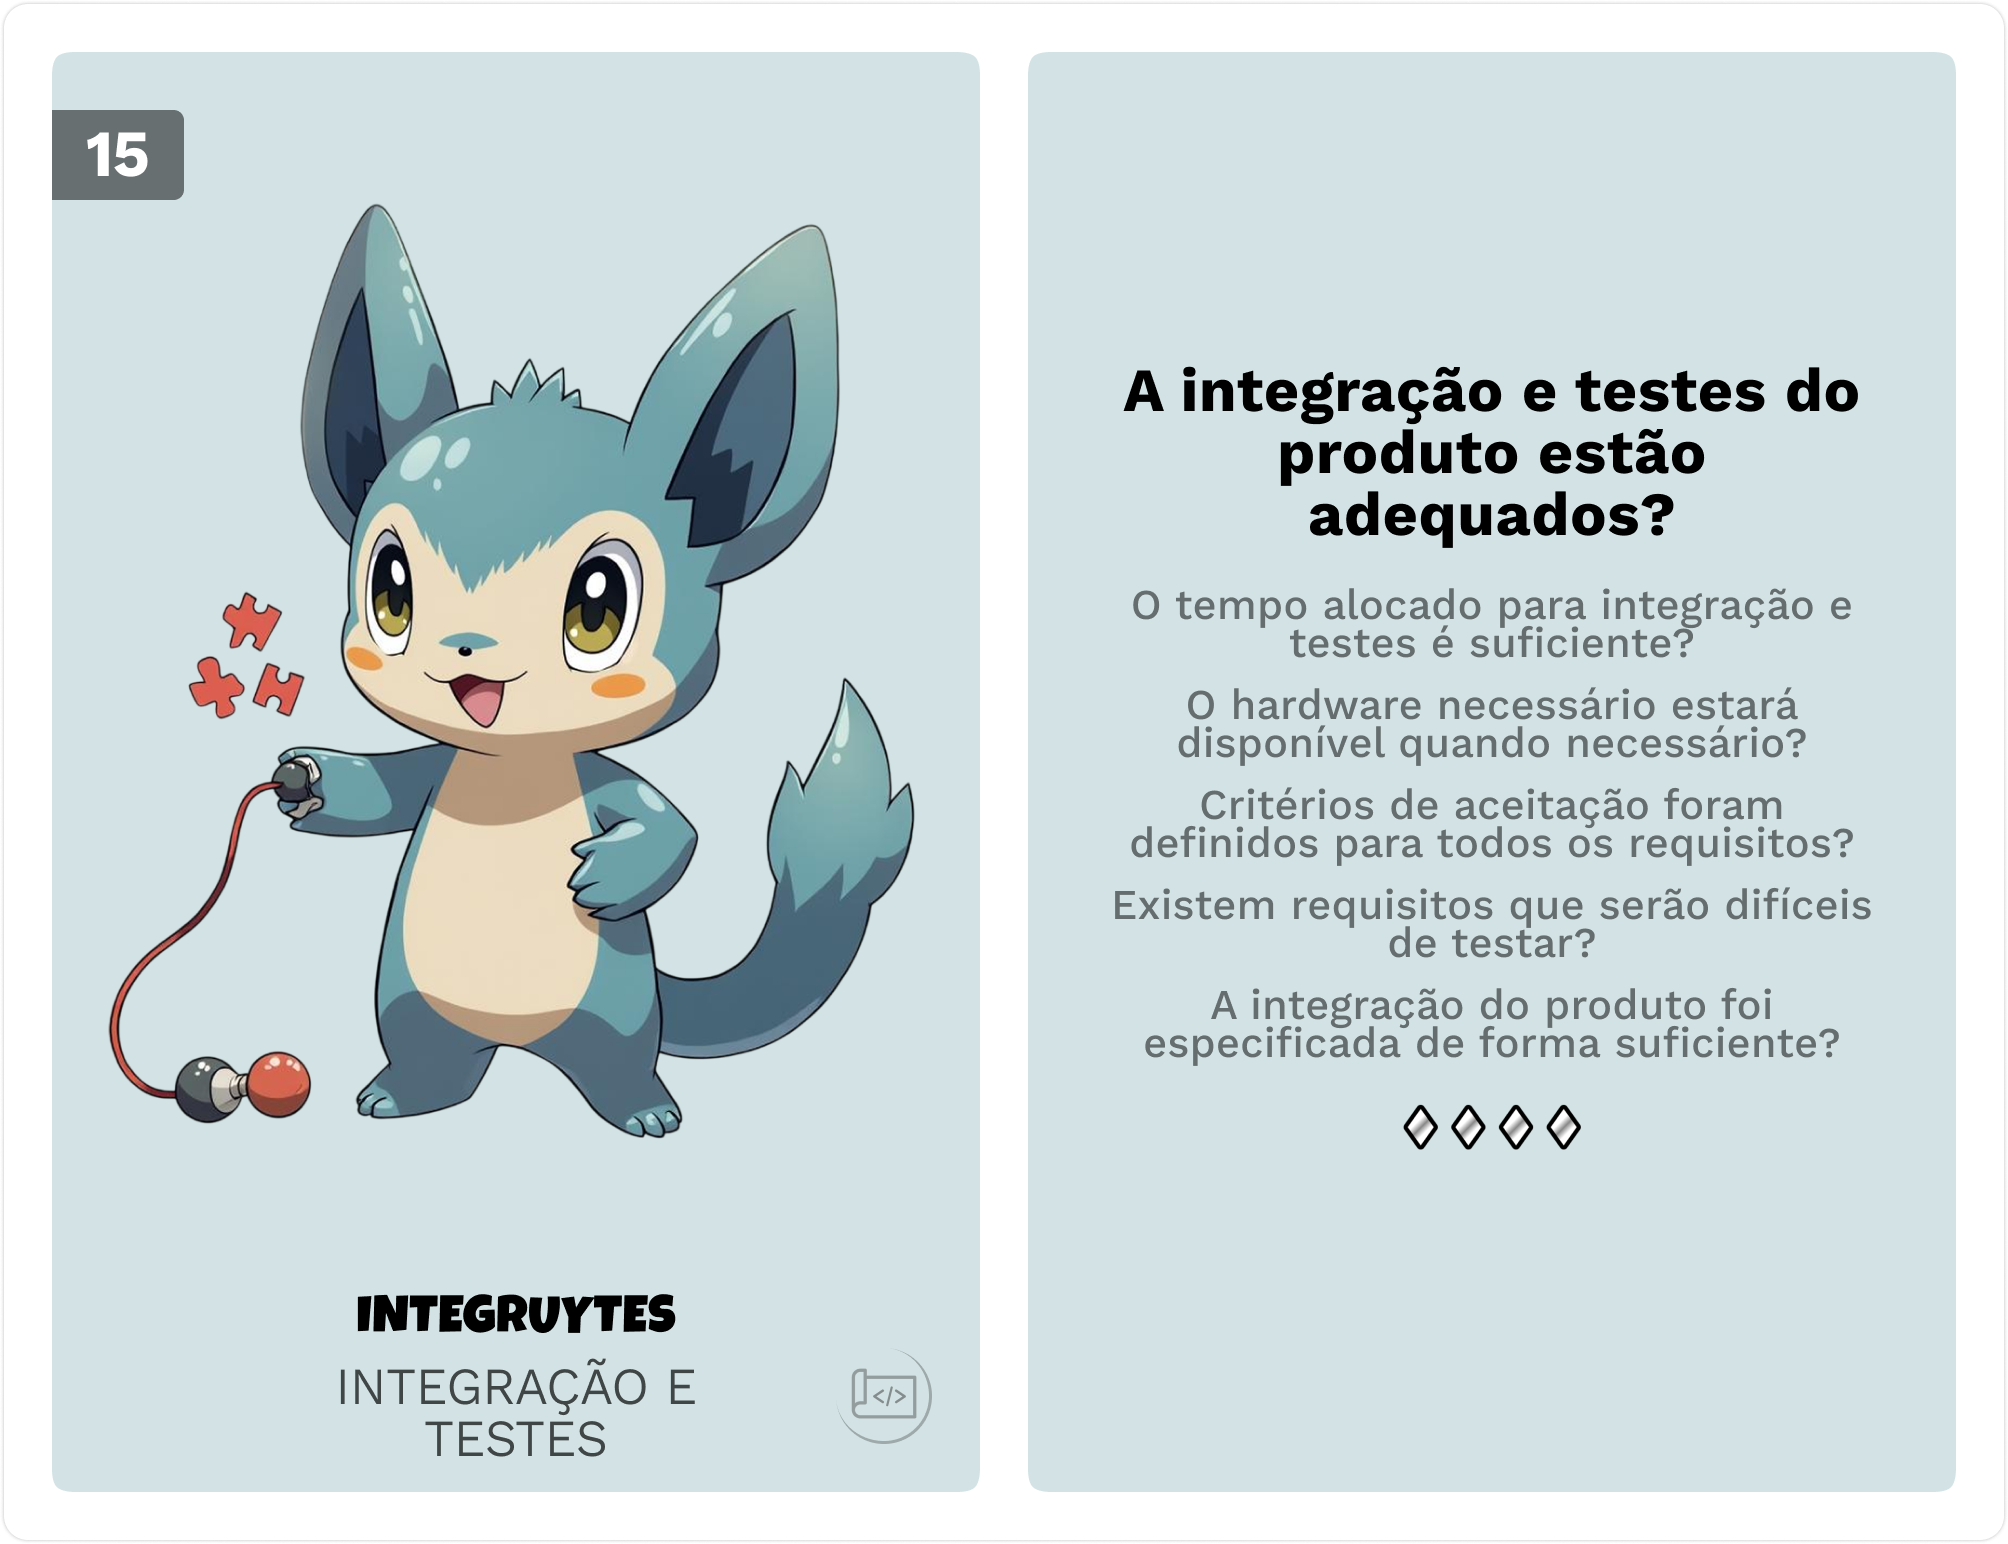 15
INTEGRUYTES
INTEGRAÇÃO E
TESTES
</>
A integração e testes do
produto estão
adequados?
O tempo alocado para integração e
testes é suficiente?
O hardware necessário estará
disponível quando necessário?
Critérios de aceitação foram
definidos para todos os requisitos?
Existem requisitos que serão difíceis
de testar?
A integração do produto foi
especificada de forma suficiente?